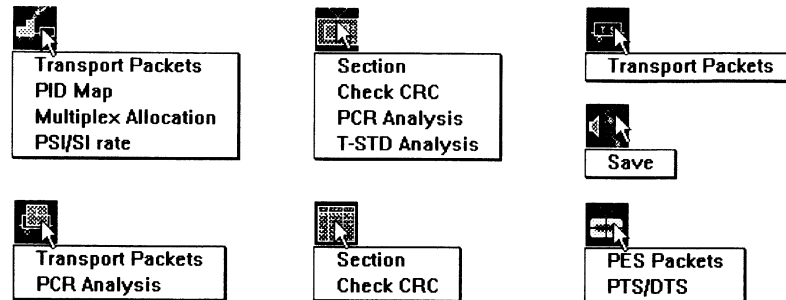 Transport Packets
PID Map
Multiplex Allocation
PSI/SI rate
Section
Check CRC
PCR Analysis
T-STD Analysis
Transport Packets
Save
Transport Packets
PCR Analysis
Section
Check CRC
PES Packets
PTS/DTS